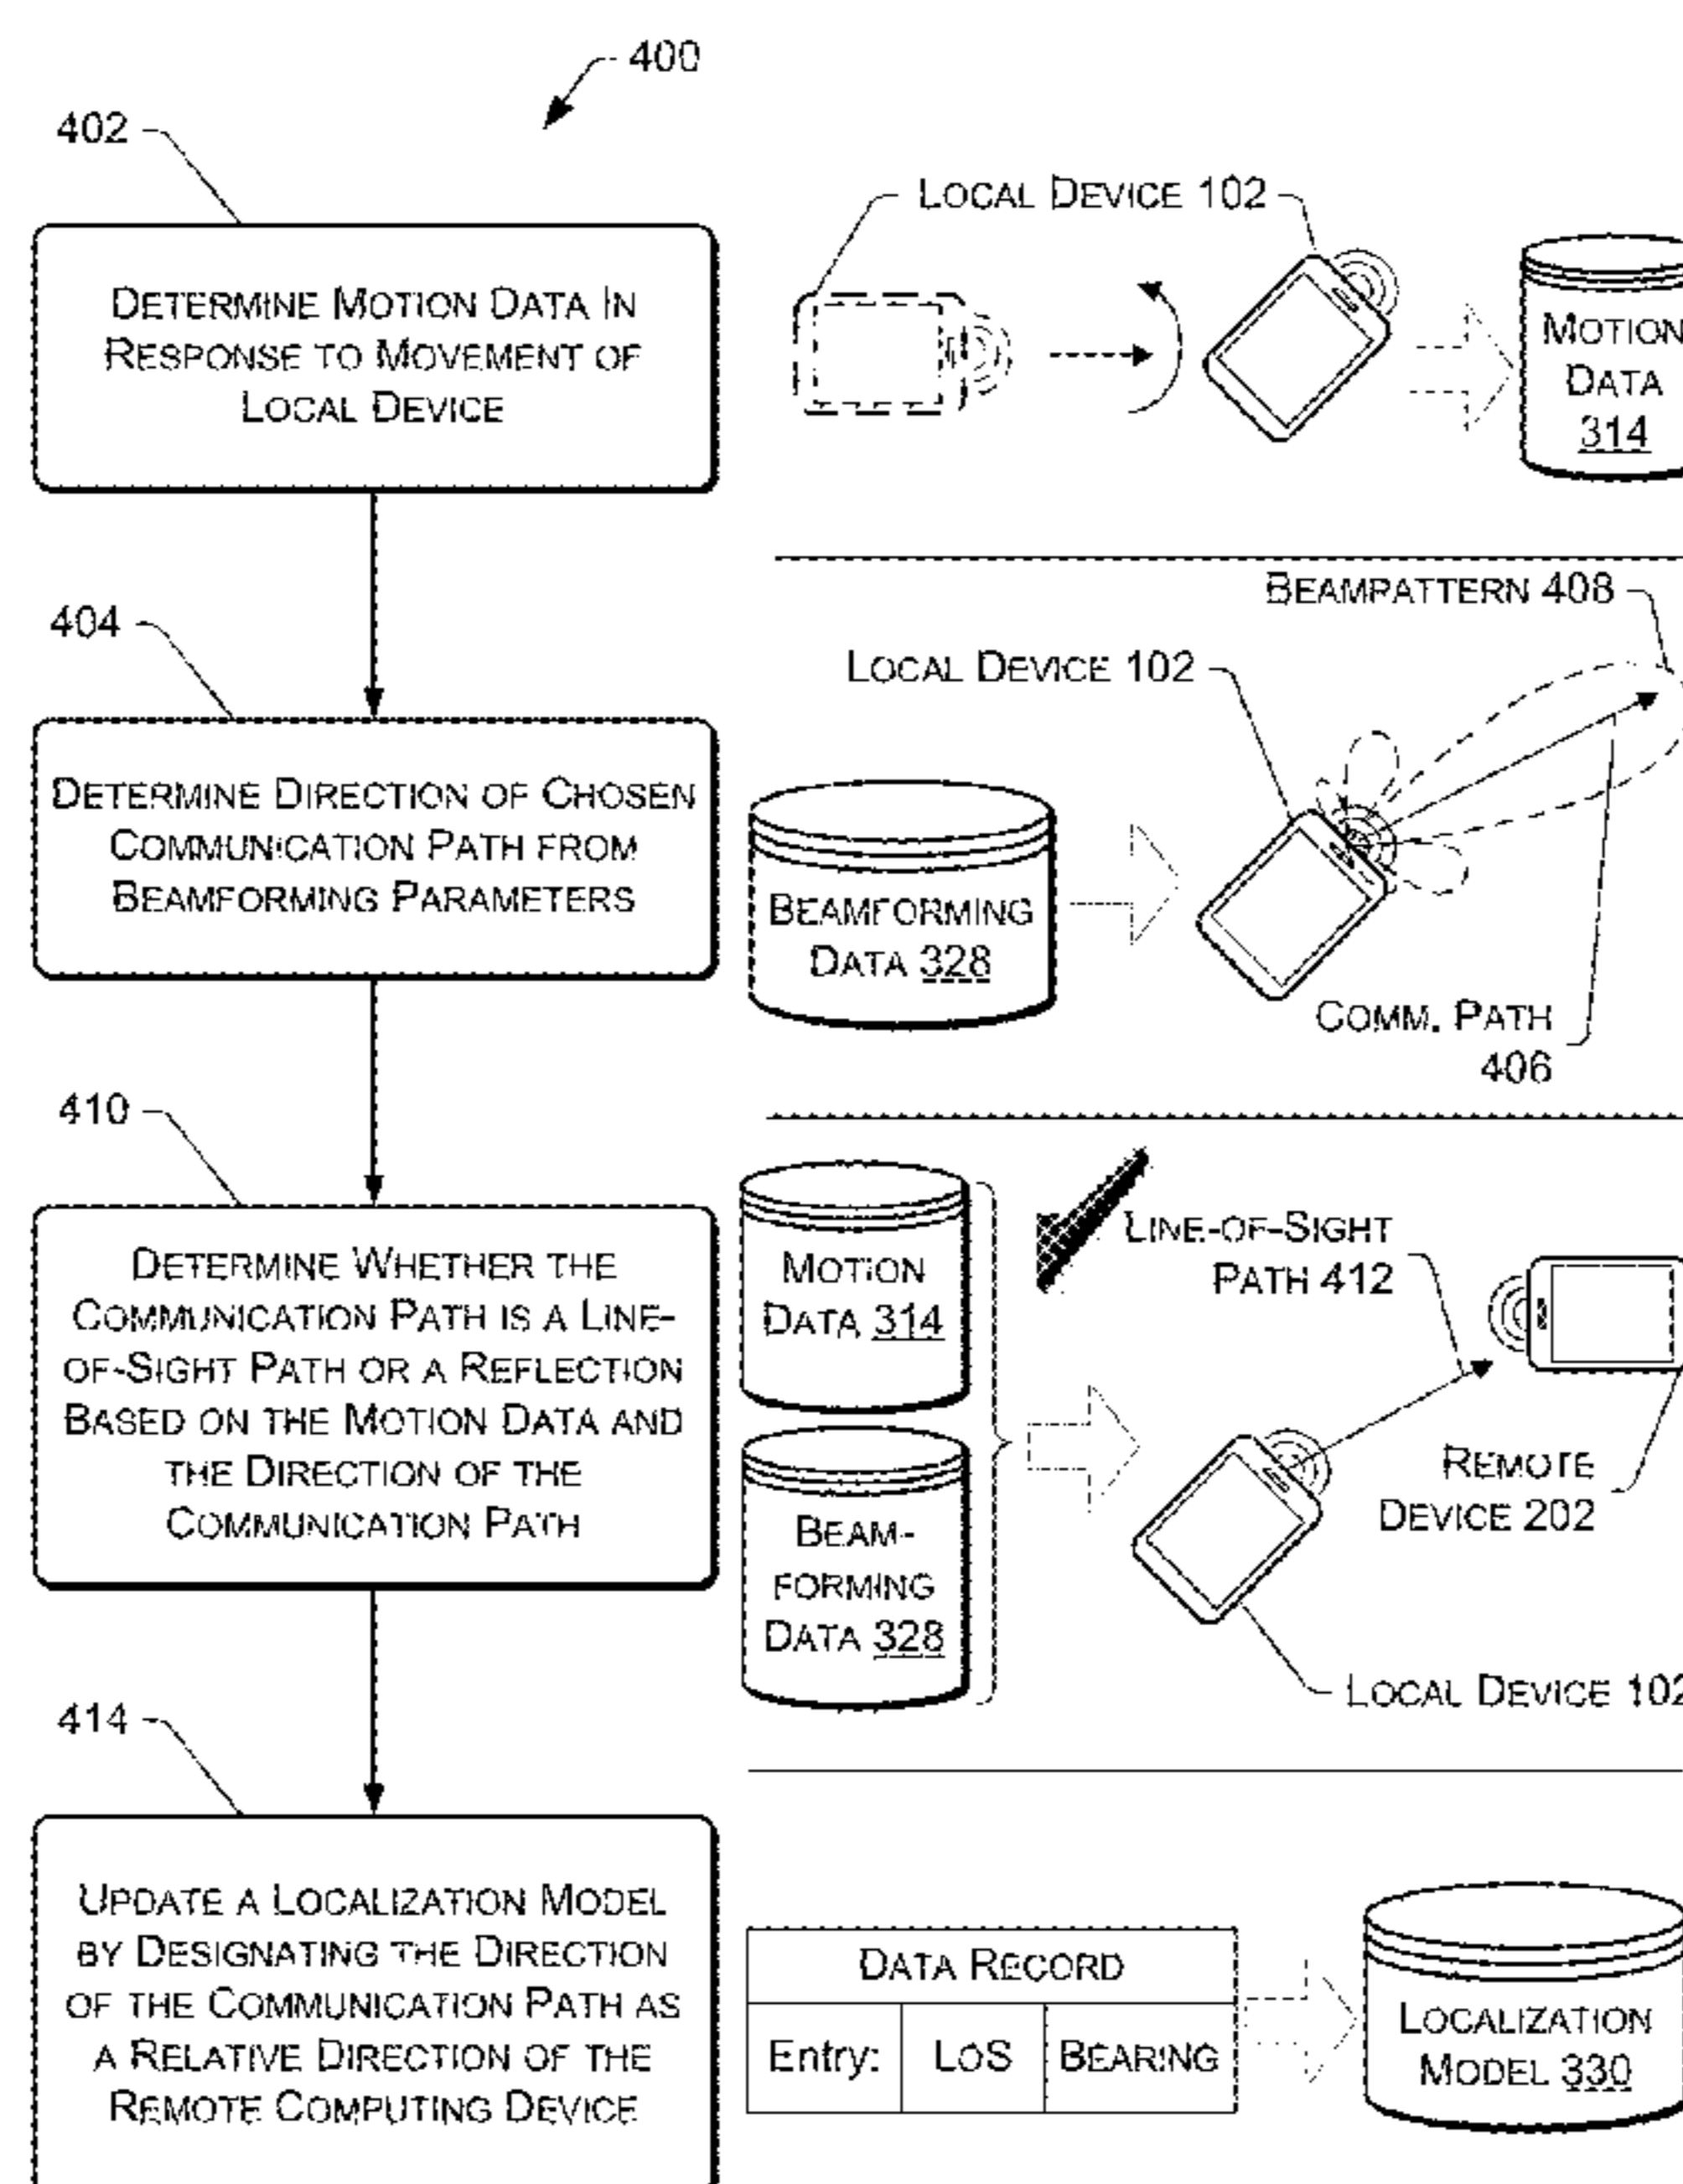 400
402
DETERMINE MOTION DATA IN
RESPONSE TO MOVEMENT OF
LOCAL DEVICE
LOCAL DEVICE 102
MOTION
DATA
314
404
DETERMINE DIRECTION OF CHOSEN
COMMUNICATION PATH FROM
BEAMFORMING PARAMETERS
BEAMPATTERN 408
LOCAL DEVICE 102
BEAMFORMING
DATA 328
COMM. PATH
406
410
DETERMINE WHETHER THE
COMMUNICATION PATH IS A LINE-
OF-SIGHT PATH OR A REFLECTION
BASED ON THE MOTION DATA AND
THE DIRECTION OF THE
COMMUNICATION PATH
MOTION
DATA 314
BEAM-
FORMING
DATA 328
LINE-OF-SIGHT
PATH 412
REMOTE
DEVICE 202
LOCAL DEVICE 102
414
UPDATE A LOCALIZATION MODEL
BY DESIGNATING THE DIRECTION
OF THE COMMUNICATION PATH AS
A RELATIVE DIRECTION OF THE
REMOTE COMPUTING DEVICE
DATA RECORD
Entry: LOS BEARING
LOCALIZATION
MODEL 330